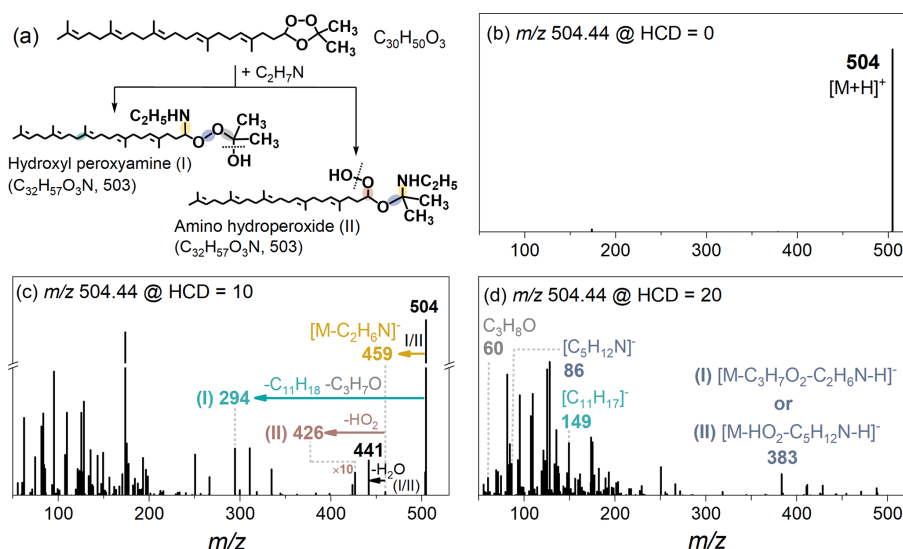 (a)
C₃₀H₅₀O₃
O-O
O
CH₃
CH₃
+ C₂H₇N
C₂H₅HN
CH₃
O
O
CH₃
OH
Hydroxyl peroxyamine (I)
(C₃₂H₅₇O₃N, 503)
HO
O
NHC₂H₅
O
CH₃
CH₃
Amino hydroperoxide (II)
(C₃₂H₅₇O₃N, 503)
(b) m/z 504.44 @ HCD = 0
504
[M+H]⁺
100 200 300 400 500
(c) m/z 504.44 @ HCD = 10
504
[M-C₂H₆N]⁻
I/II
459
-C₁₁H₁₈ -C₃H₇O
(I) 294
-HO₂
(II) 426
441
×10
-H₂O
(I/II)
100 200 300 400 500
m/z
(d) m/z 504.44 @ HCD = 20
C₃H₈O
60
[C₅H₁₂N]⁻
86
[C₁₁H₁₇]⁻
149
(I) [M-C₃H₇O₂-C₂H₆N-H]⁻
or
(II) [M-HO₂-C₅H₁₂N-H]⁻
383
100 200 300 400 500
m/z